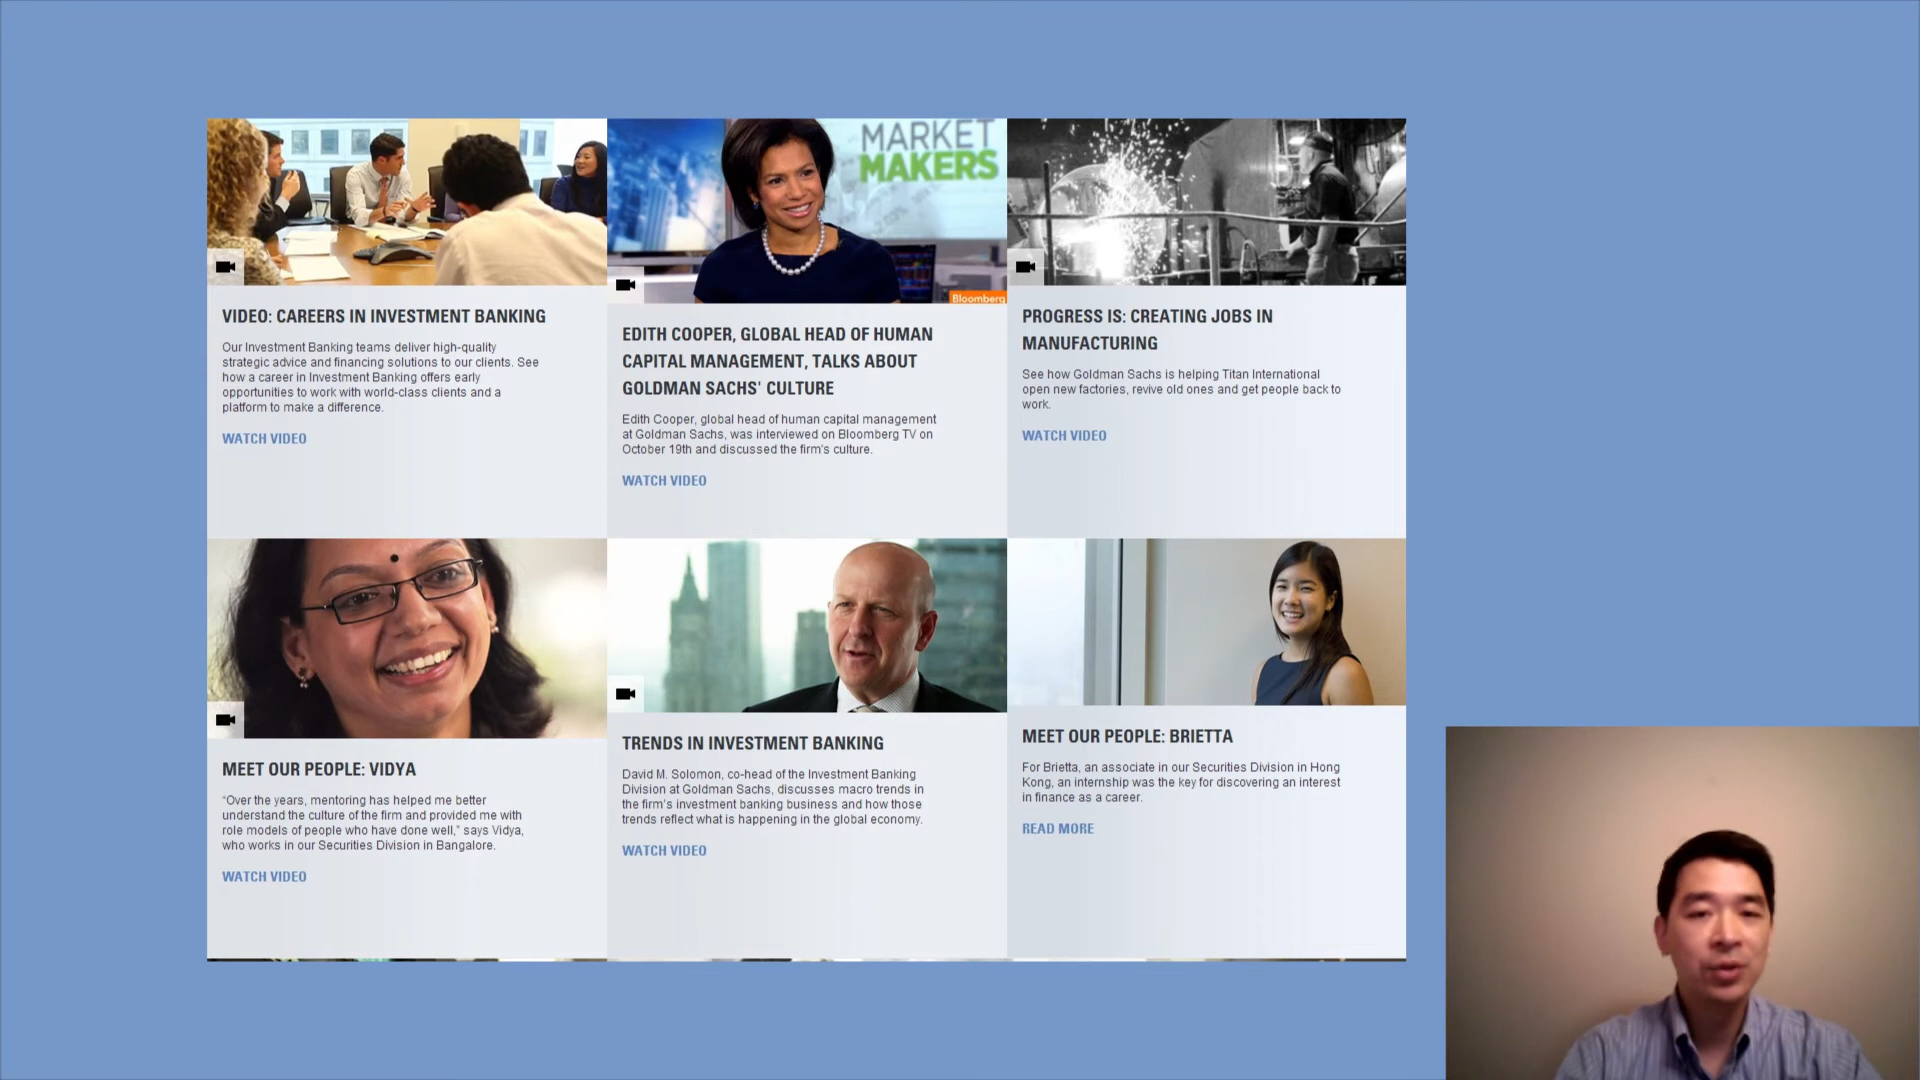 MARKET
MAKERS
Bloomberg
VIDEO: CAREERS IN INVESTMENT BANKING
Our Investment Banking teams deliver high-quality
strategic advice and financing solutions to our clients. See
how a career in Investment Banking offers early
opportunities to work with world-class clients and a
platform to make a difference.
WATCH VIDEO
EDITH COOPER, GLOBAL HEAD OF HUMAN
CAPITAL MANAGEMENT, TALKS ABOUT
GOLDMAN SACHS' CULTURE
Edith Cooper, global head of human capital management
at Goldman Sachs, was interviewed on Bloomberg TV on
October 19th and discussed the firm's culture.
WATCH VIDEO
PROGRESS IS: CREATING JOBS IN
MANUFACTURING
See how Goldman Sachs is helping Titan International
open new factories, revive old ones and get people back to
work.
WATCH VIDEO
MEET OUR PEOPLE: VIDYA
“Over the years, mentoring has helped me better
understand the culture of the firm and provided me with
role models of people who have done well,” says Vidya,
who works in our Securities Division in Bangalore.
WATCH VIDEO
TRENDS IN INVESTMENT BANKING
David M. Solomon, co-head of the Investment Banking
Division at Goldman Sachs, discusses macro trends in
the firm's investment banking business and how those
trends reflect what is happening in the global economy.
WATCH VIDEO
MEET OUR PEOPLE: BRIETTA
For Brietta, an associate in our Securities Division in Hong
Kong, an internship was the key for discovering an interest
in finance as a career.
READ MORE